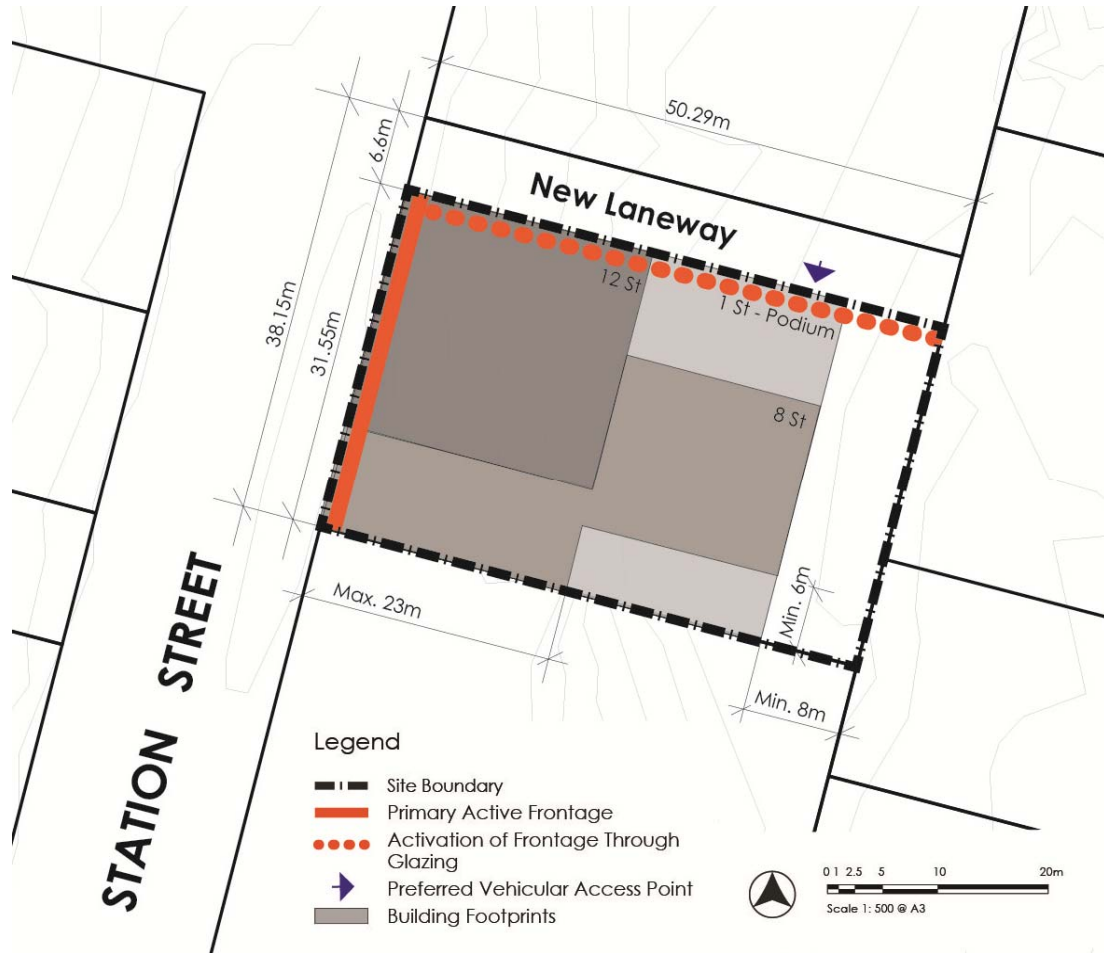 50.29m
6.6m
New Laneway
38.15m
31.55m
12 St
1 St - Podium
8 St
Max. 23m
Min. 6m
Min. 8m
STATION STREET
Legend
Site Boundary
Primary Active Frontage
Activation of Frontage Through
Glazing
Preferred Vehicular Access Point
Building Footprints
0 1 2.5 5 10 20m
Scale 1: 500 @ A3